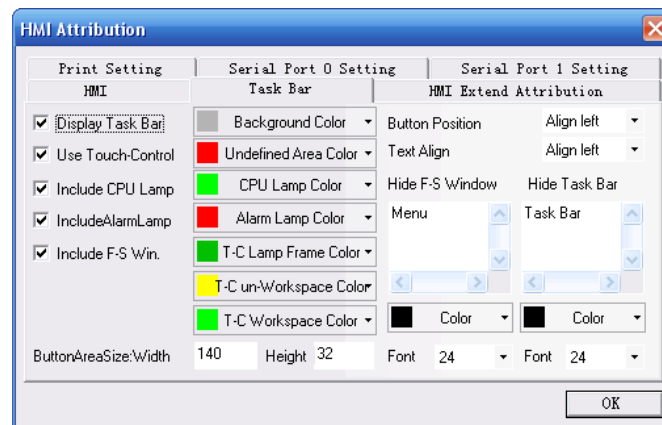 HMI Attribution
Print Setting Serial Port 0 Setting Serial Port 1 Setting
HMI Task Bar HMI Extend Attribution
Display Task Bar Background Color Button Position Align left
Use Touch-Control Undefined Area Color Text Align Align left
Include CPU Lamp CPU Lamp Color Hide F-S Window Hide Task Bar
IncludeAlarmLamp Alarm Lamp Color Menu Task Bar
Include F-S Win. T-C Lamp Frame Color
T-C un-Workspace Color
T-C Workspace Color Color Color
ButtonAreaSize:Width 140 Height 32 Font 24 Font 24
OK